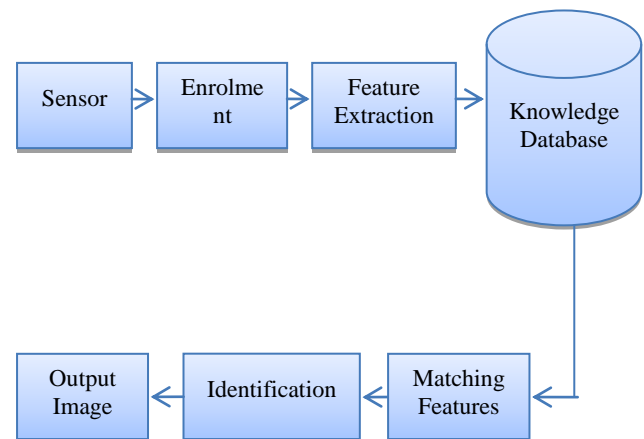 Sensor
Enrolme
nt
Feature
Extraction
Knowledge
Database
Output
Image
Identification
Matching
Features